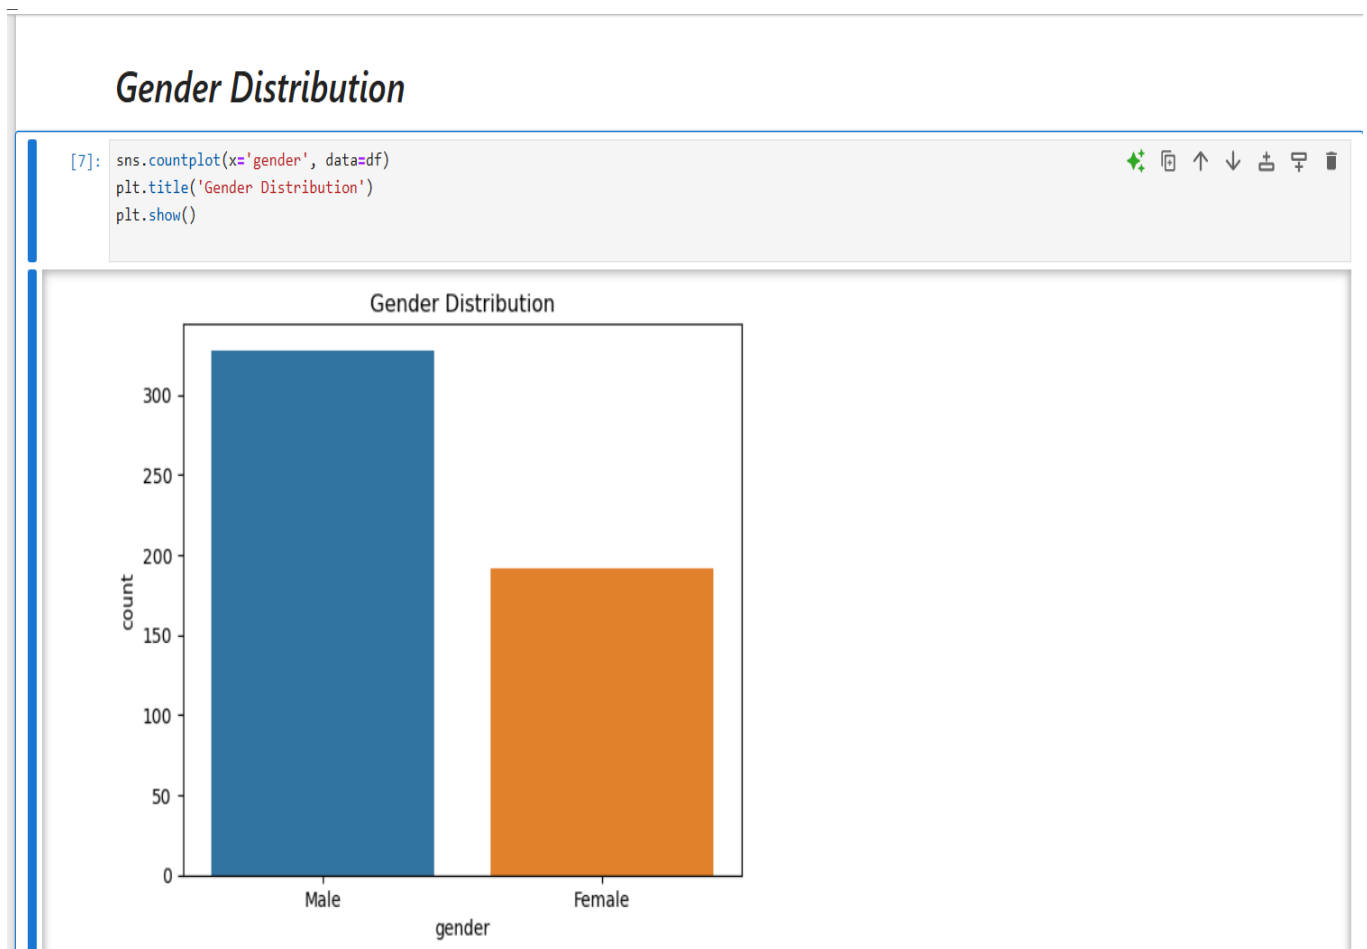 Gender Distribution
[7]: sns.countplot(x='gender', data=df)
plt.title('Gender Distribution')
plt.show()
Gender Distribution
300
250
200
150
100
50
0
count
Male Female
gender